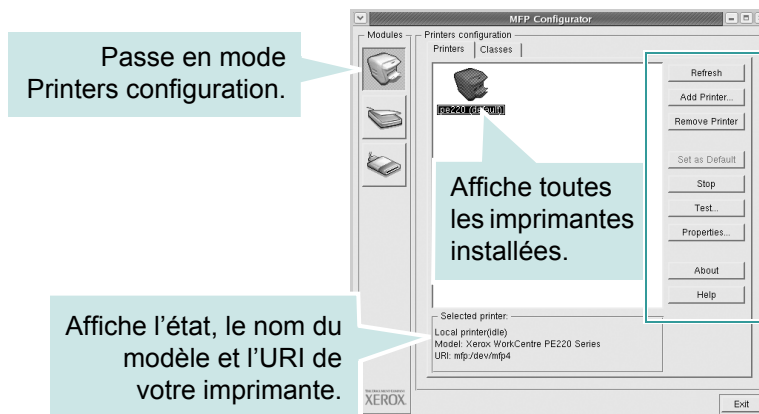 MFP Configurator
Modules
Printers configuration
Printers
Classes
Passe en mode
Printers configuration.
pe220 (default)
Refresh
Add Printer...
Remove Printer
Set as Default
Stop
Test...
Properties...
About
Help
Affiche toutes
les imprimantes
installées.
Selected printer:
Local printer(idle)
Model: Xerox WorkCentre PE220 Series
URI: mfp:/dev/mfp4
Affiche l’état, le nom du
modèle et l’URI de
votre imprimante.
THE DOCUMENT COMPANY
XEROX
Exit